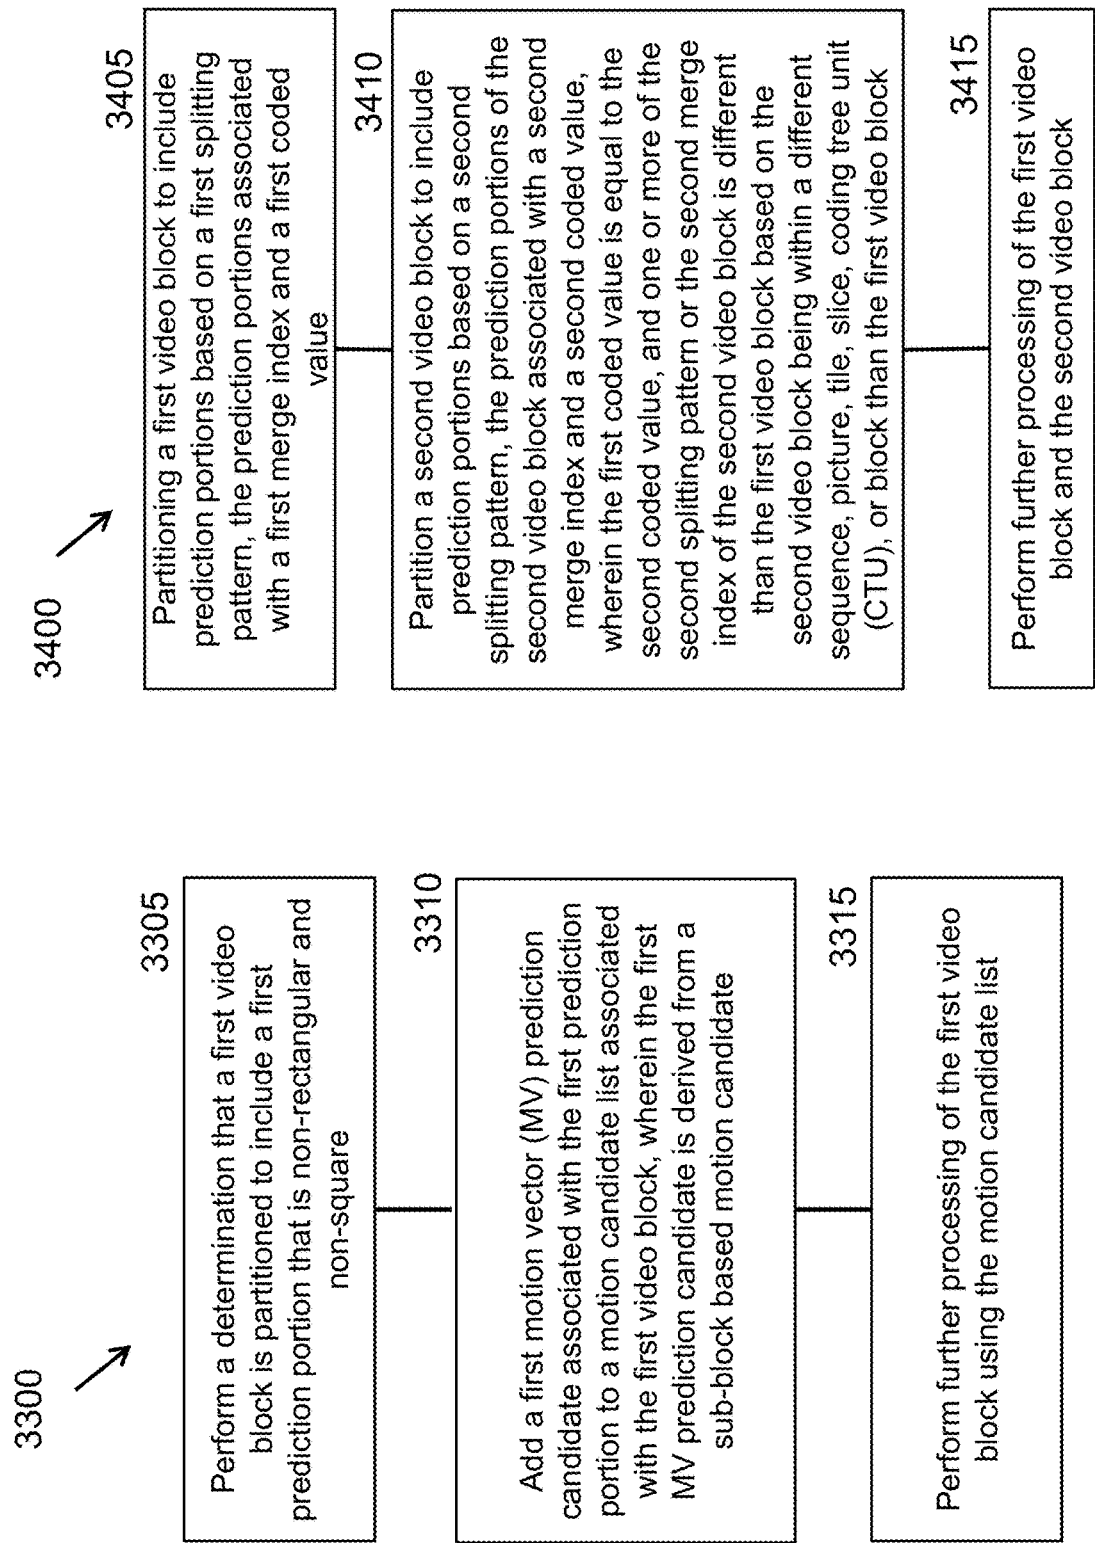 3300
3305
Perform a determination that a first video
block is partitioned to include a first
prediction portion that is non-rectangular and
non-square
3310
Add a first motion vector (MV) prediction
candidate associated with the first prediction
portion to a motion candidate list associated
with the first video block, wherein the first
MV prediction candidate is derived from a
sub-block based motion candidate
3315
Perform further processing of the first video
block using the motion candidate list
3400
3405
Partitioning a first video block to include
prediction portions based on a first splitting
pattern, the prediction portions associated
with a first merge index and a first coded
value
3410
Partition a second video block to include
prediction portions based on a second
splitting pattern, the prediction portions of the
second video block associated with a second
merge index and a second coded value,
wherein the first coded value is equal to the
second coded value, and one or more of the
second splitting pattern or the second merge
index of the second video block is different
than the first video block based on the
second video block being within a different
sequence, picture, tile, slice, coding tree unit
(CTU), or block than the first video block
3415
Perform further processing of the first video
block and the second video block